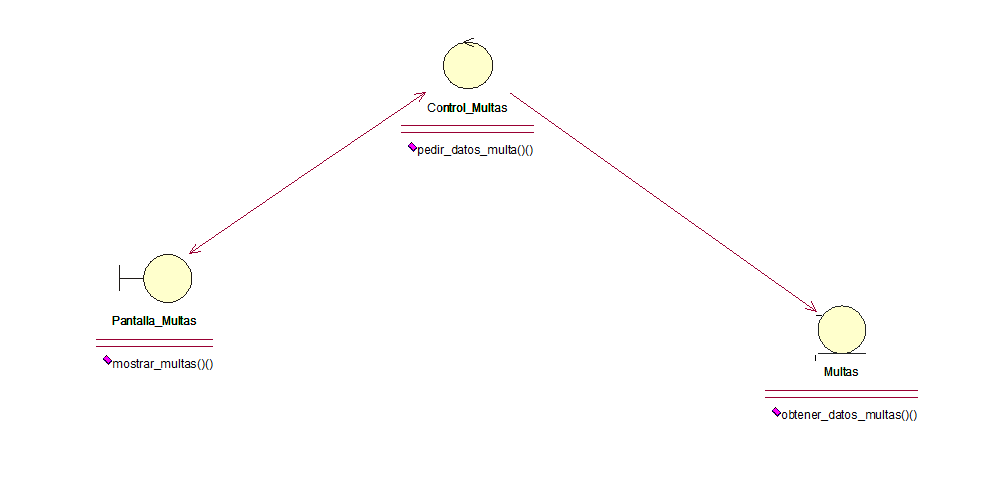 Control_Multas
pedir_datos_multa()()
Pantalla_Multas
mostrar_multas()()
Multas
obtener_datos_multas()()